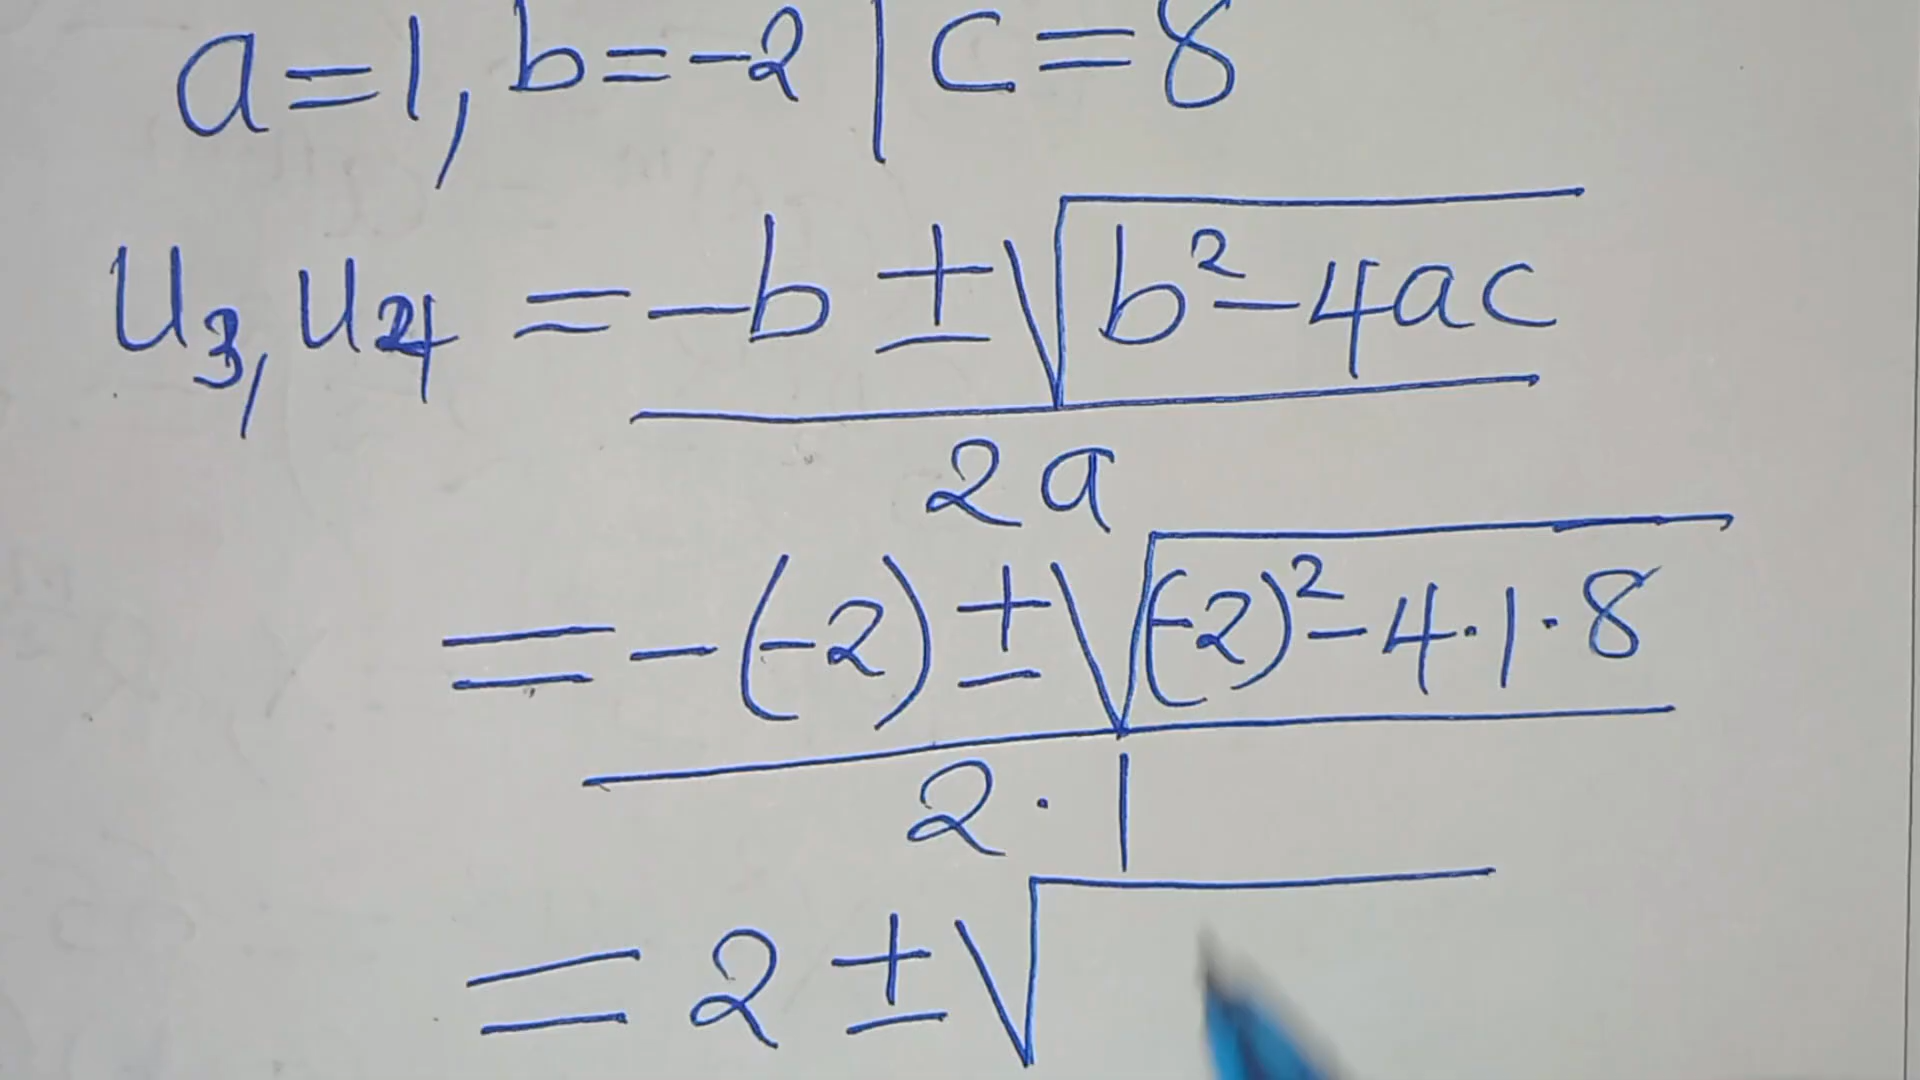 a=1, b=-2 | c=8
u₃, u₄ = -b ± √b²-4ac
2a
= -(-2) ± √(-2)²-4·1·8
2·1
= 2 ± √